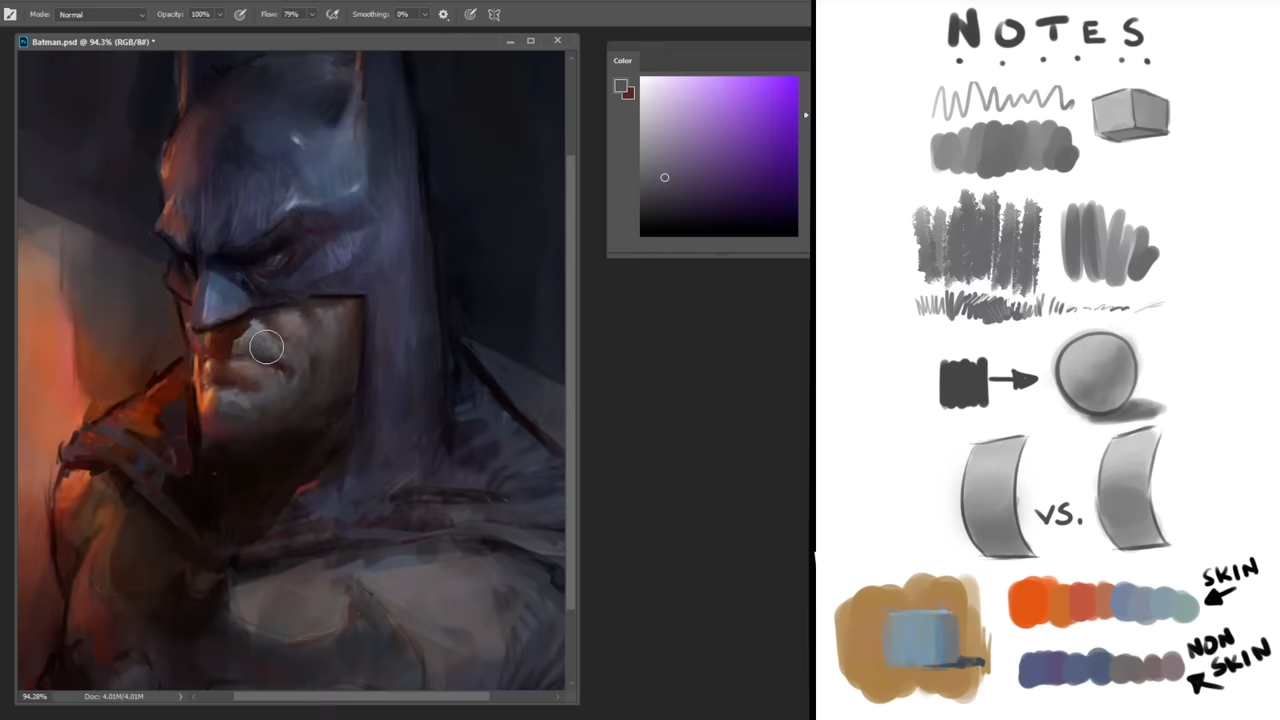 Mode: Normal Opacity: 100% Flow: 79% Smoothing: 0%
Batman.psd @ 94.3% (RGB/8#) *
Color
94.28% Doc: 4.01M/4.01M
NOTES
VS.
SKIN
NON
SKIN